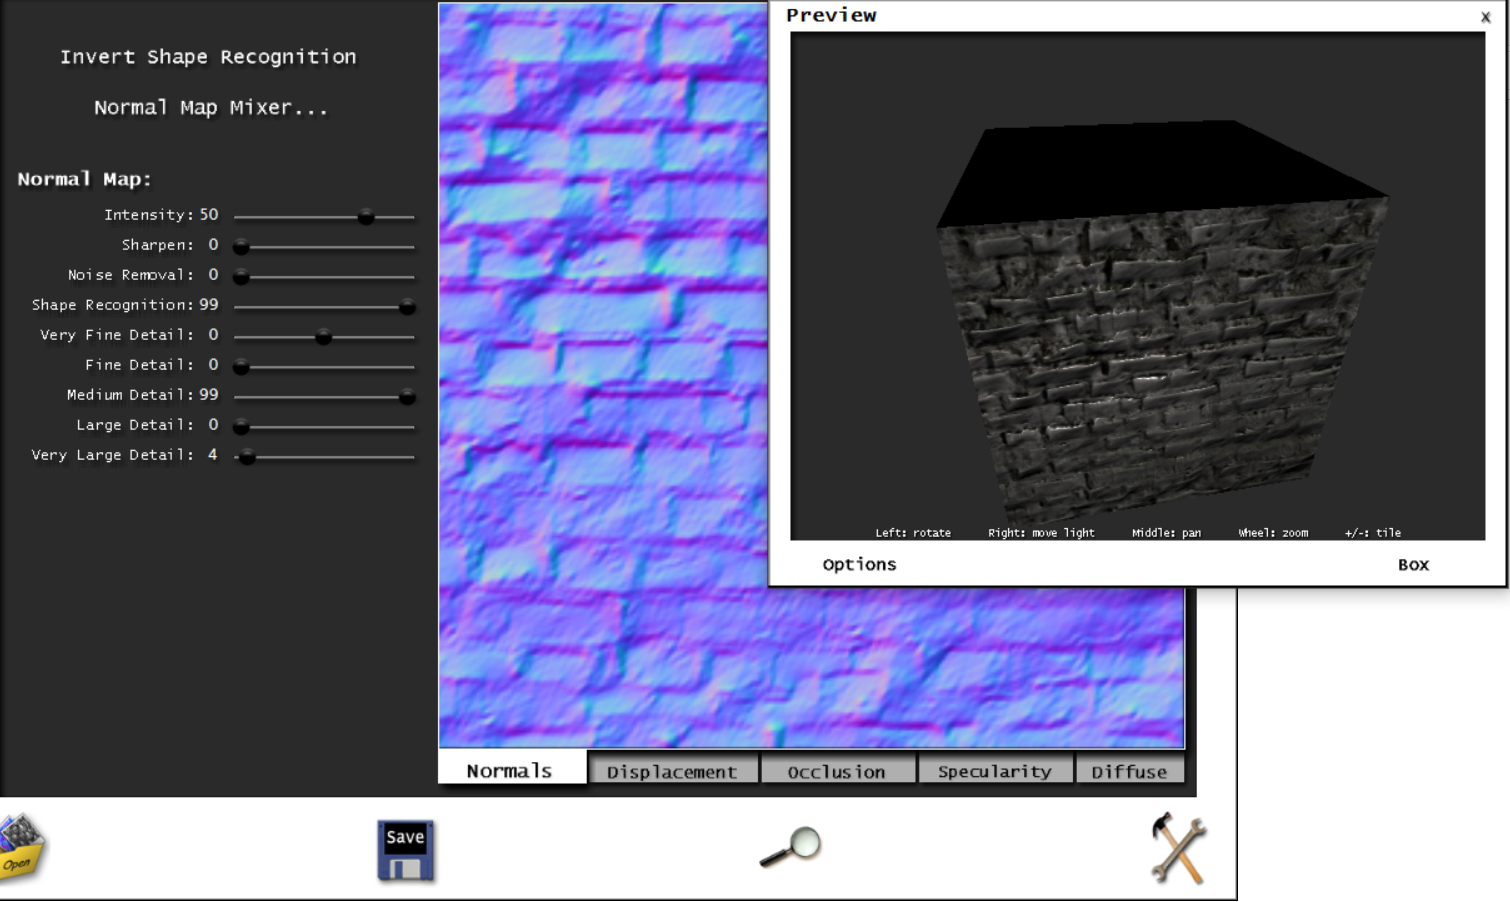 Invert Shape Recognition
Normal Map Mixer...
Normal Map:
Intensity: 50
Sharpen: 0
Noise Removal: 0
Shape Recognition: 99
Very Fine Detail: 0
Fine Detail: 0
Medium Detail: 99
Large Detail: 0
Very Large Detail: 4
Preview x
Left: rotate Right: move light Middle: pan Wheel: zoom +/-: tile
Options Box
Normals Displacement Occlusion Specularity Diffuse
Open Save